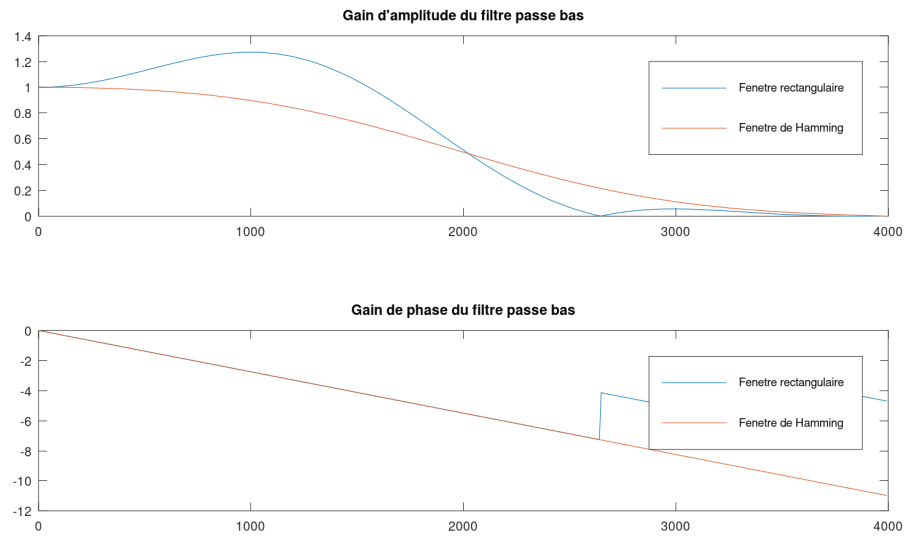 Gain d'amplitude du filtre passe bas
1.4
1.2
1
0.8
0.6
0.4
0.2
0
0 1000 2000 3000 4000
Fenetre rectangulaire
Fenetre de Hamming
Gain de phase du filtre passe bas
0
-2
-4
-6
-8
-10
-12
0 1000 2000 3000 4000
Fenetre rectangulaire
Fenetre de Hamming